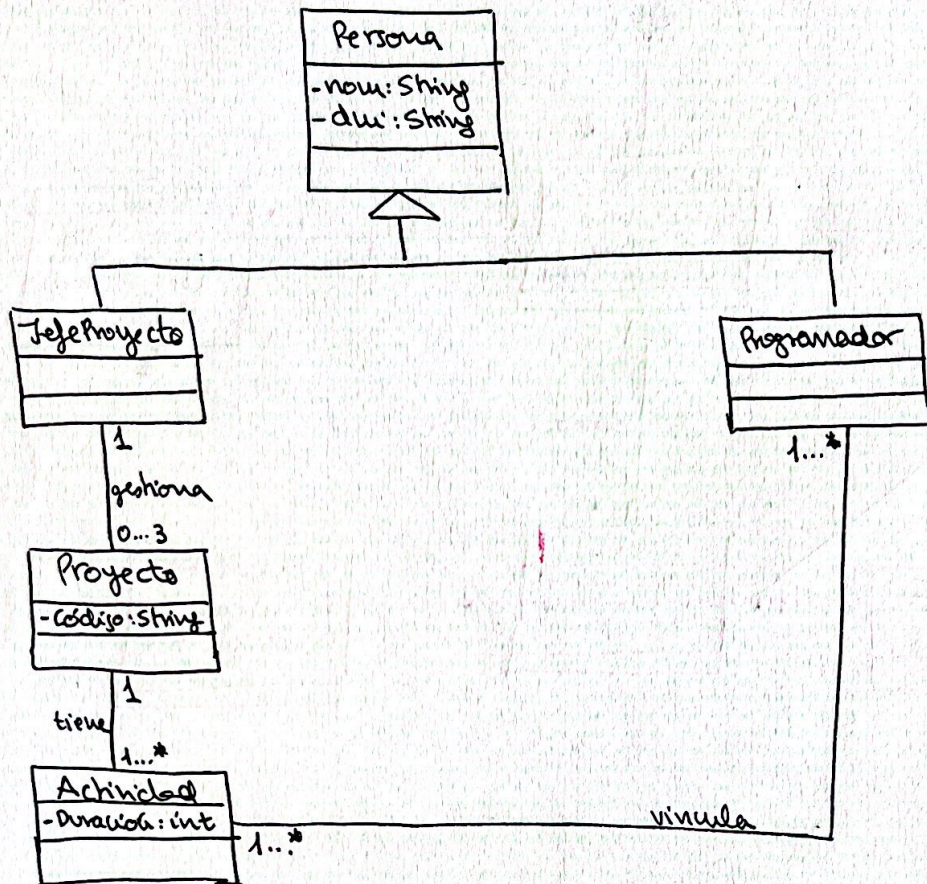 Persona
-nom: String
-dni: String
JefeProyecto
Programador
1
1...*
gestiona
0...3
Proyecto
-Código: String
1
tiene
1...*
Actividad
-Duración: int
1...*
vincula